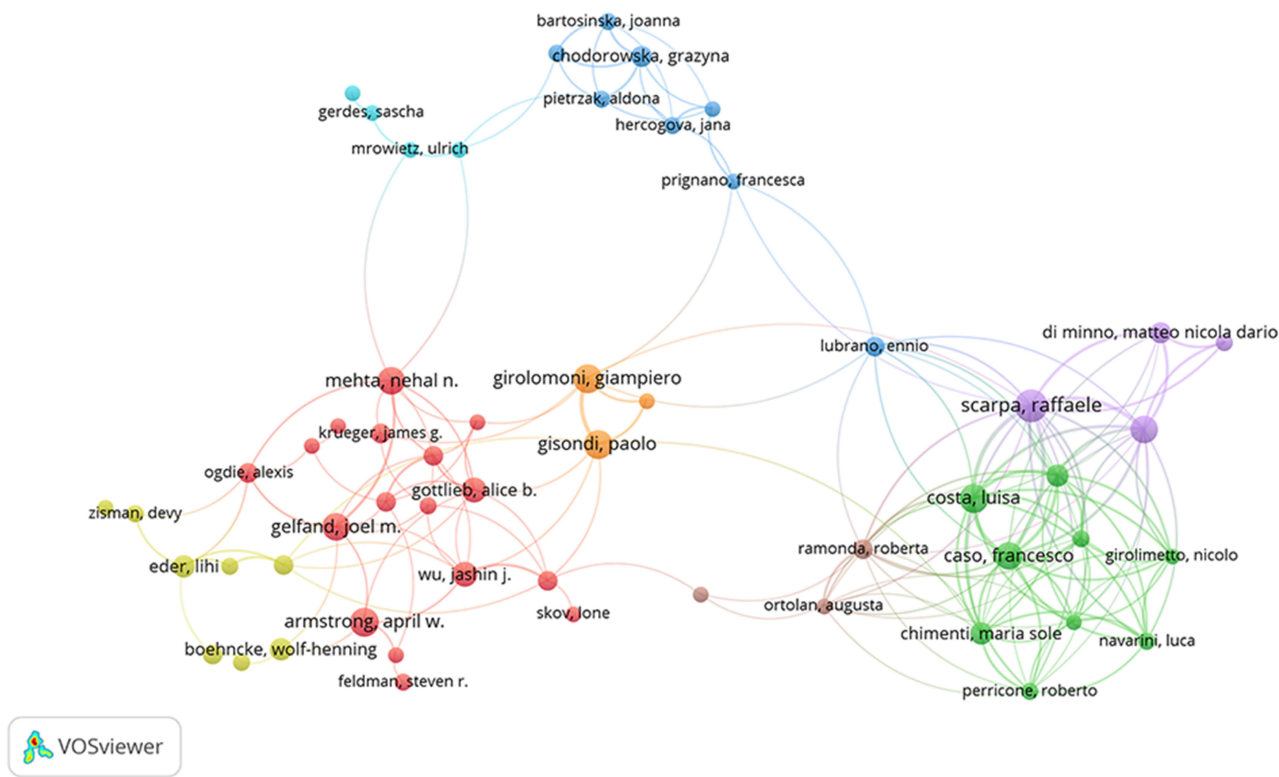 bartosinska, joanna
chodorowska, grazyna
pietrzak, aldona
hercogova, jana
gerdes, sascha
mrowietz, ulrich
prignano, francesca
di minno, matteo nicola dario
lubrano, ennio
mehta, nehal n.
girolomoni, giampiero
scarpa, raffaele
krueger, james g.
gisondi, paolo
ogdie, alexis
gottlieb, alice b.
costa, luisa
zisman, devy
gelfand, joel m.
ramonda, roberta
caso, francesco
girolimetto, nicolo
eder, lihi
wu, jashin j.
ortolan, augusta
skov, lone
armstrong, april w.
chimenti, maria sole
navarini, luca
boehncke, wolf-henning
feldman, steven r.
perricone, roberto
VOSviewer